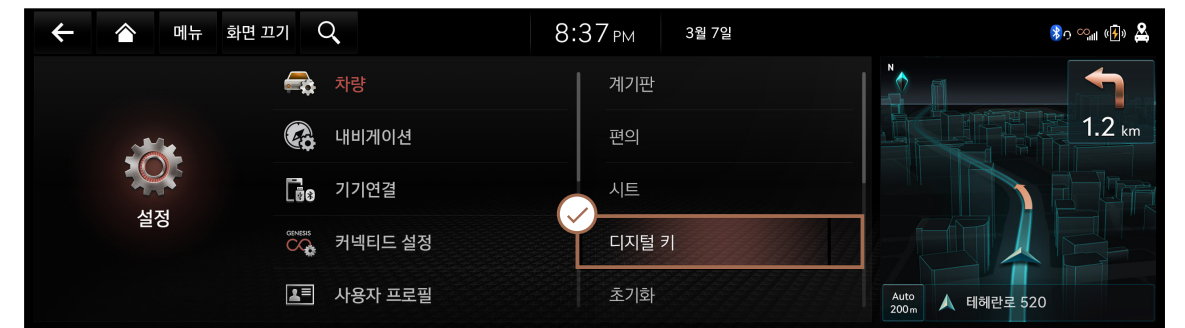 메뉴 화면 끄기 8:37 PM 3월 7일
설정
차량
내비게이션
기기연결
GENESIS
커넥티드 설정
사용자 프로필
계기판
편의
시트
디지털 키
초기화
N
1.2 km
Auto
200m
테헤란로 520